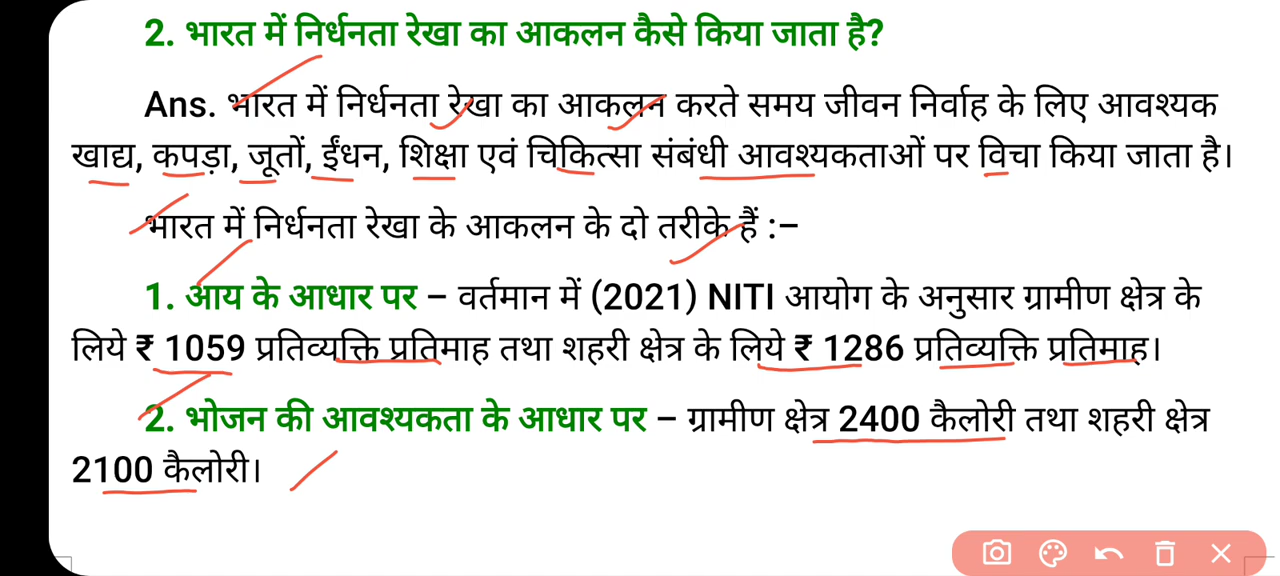 2. भारत में निर्धनता रेखा का आकलन कैसे किया जाता है?
Ans. भारत में निर्धनता रेखा का आकलन करते समय जीवन निर्वाह के लिए आवश्यक
खाद्य, कपड़ा, जूतों, ईंधन, शिक्षा एवं चिकित्सा संबंधी आवश्यकताओं पर विचा किया जाता है।
भारत में निर्धनता रेखा के आकलन के दो तरीके हैं :–
1. आय के आधार पर – वर्तमान में (2021) NITI आयोग के अनुसार ग्रामीण क्षेत्र के
लिये ₹ 1059 प्रतिव्यक्ति प्रतिमाह तथा शहरी क्षेत्र के लिये ₹ 1286 प्रतिव्यक्ति प्रतिमाह।
2. भोजन की आवश्यकता के आधार पर – ग्रामीण क्षेत्र 2400 कैलोरी तथा शहरी क्षेत्र
2100 कैलोरी।